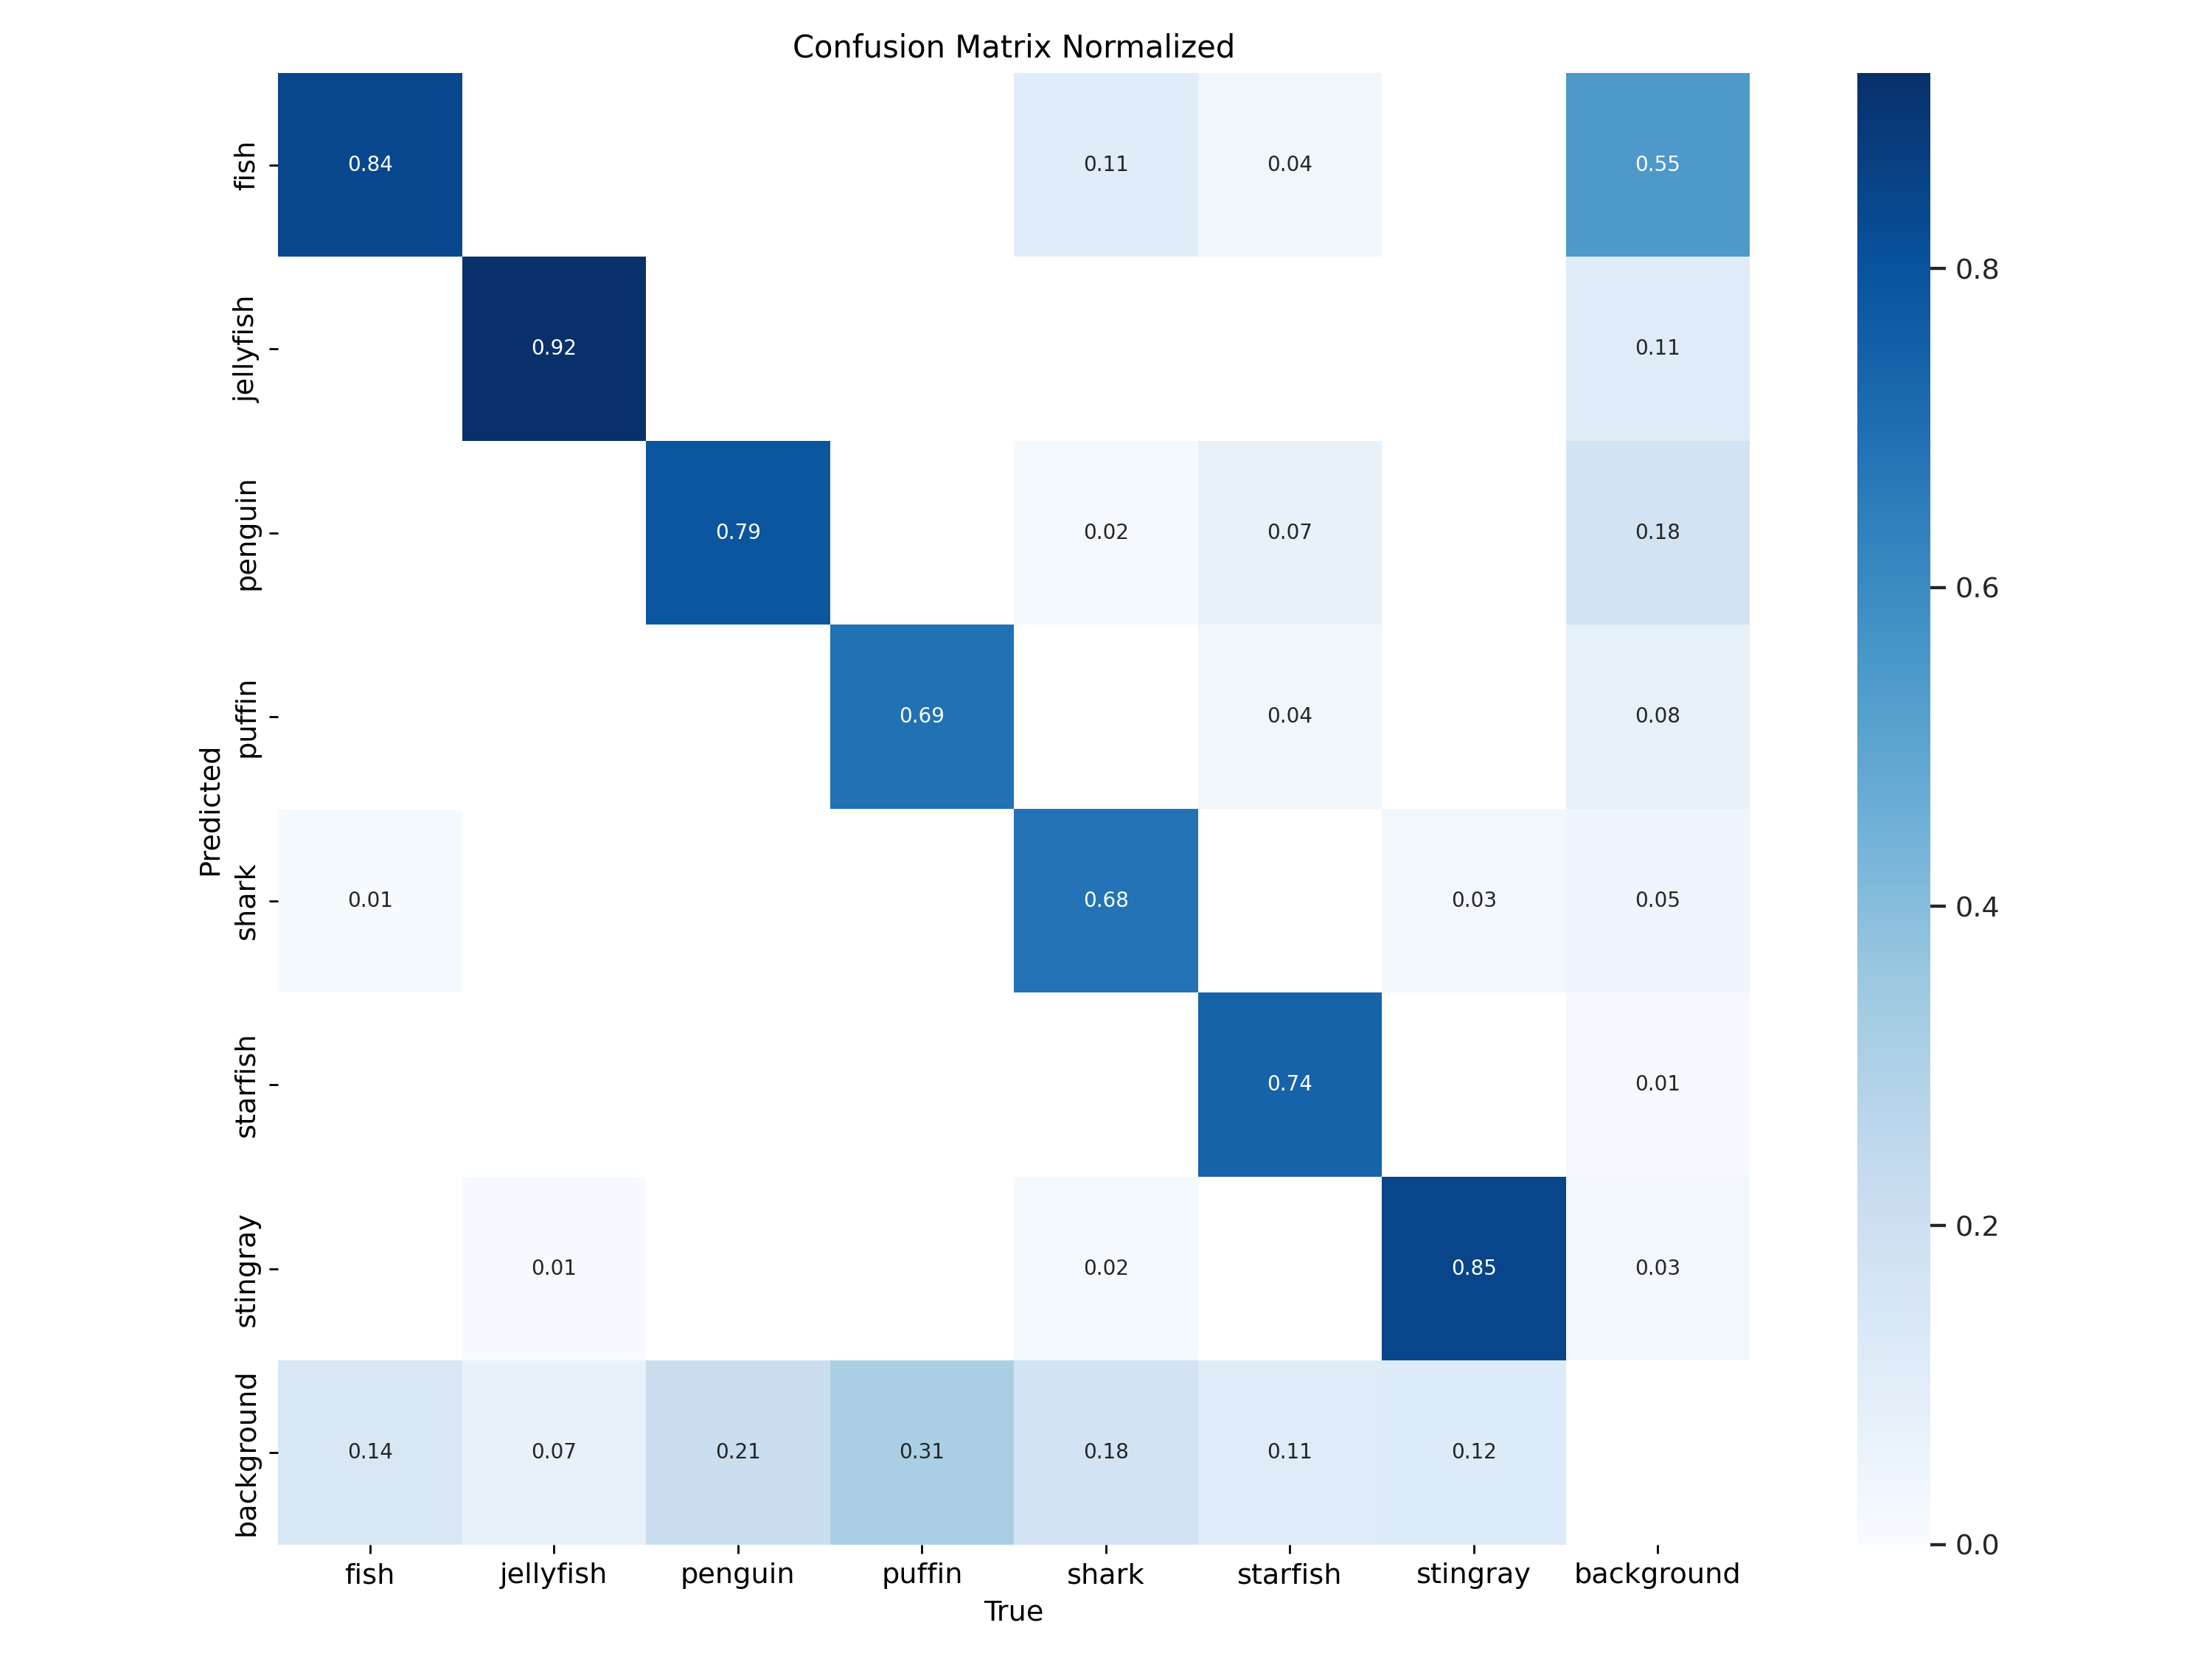 Confusion Matrix Normalized
fish 0.84 0.11 0.04 0.55
jellyfish 0.92 0.11
penguin 0.79 0.02 0.07 0.18
puffin 0.69 0.04 0.08
shark 0.01 0.68 0.03 0.05
starfish 0.74 0.01
stingray 0.01 0.02 0.85 0.03
background 0.14 0.07 0.21 0.31 0.18 0.11 0.12
Predicted
fish jellyfish penguin puffin shark starfish stingray background
True
0.8
0.6
0.4
0.2
0.0